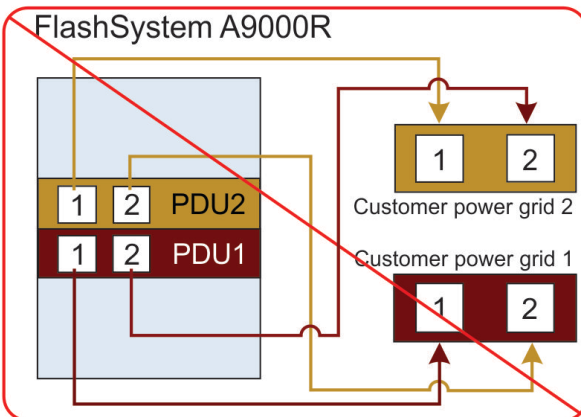 FlashSystem A9000R
1 2
Customer power grid 2
1 2 PDU2
1 2 PDU1
Customer power grid 1
1 2